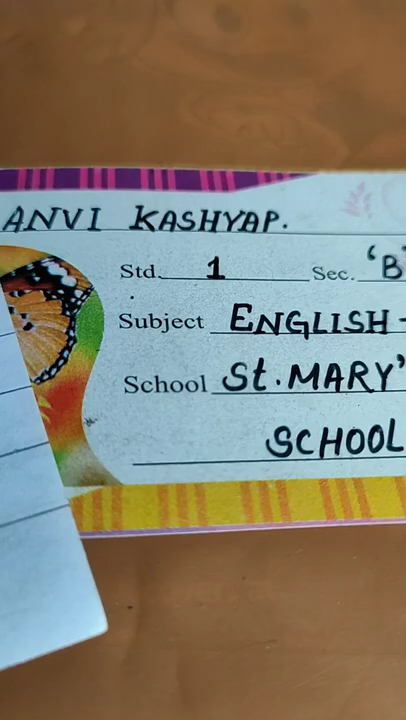 ANVI KASHYAP.
Std. 1 Sec. 'B'
Subject ENGLISH -
School St. MARY'
SCHOOL